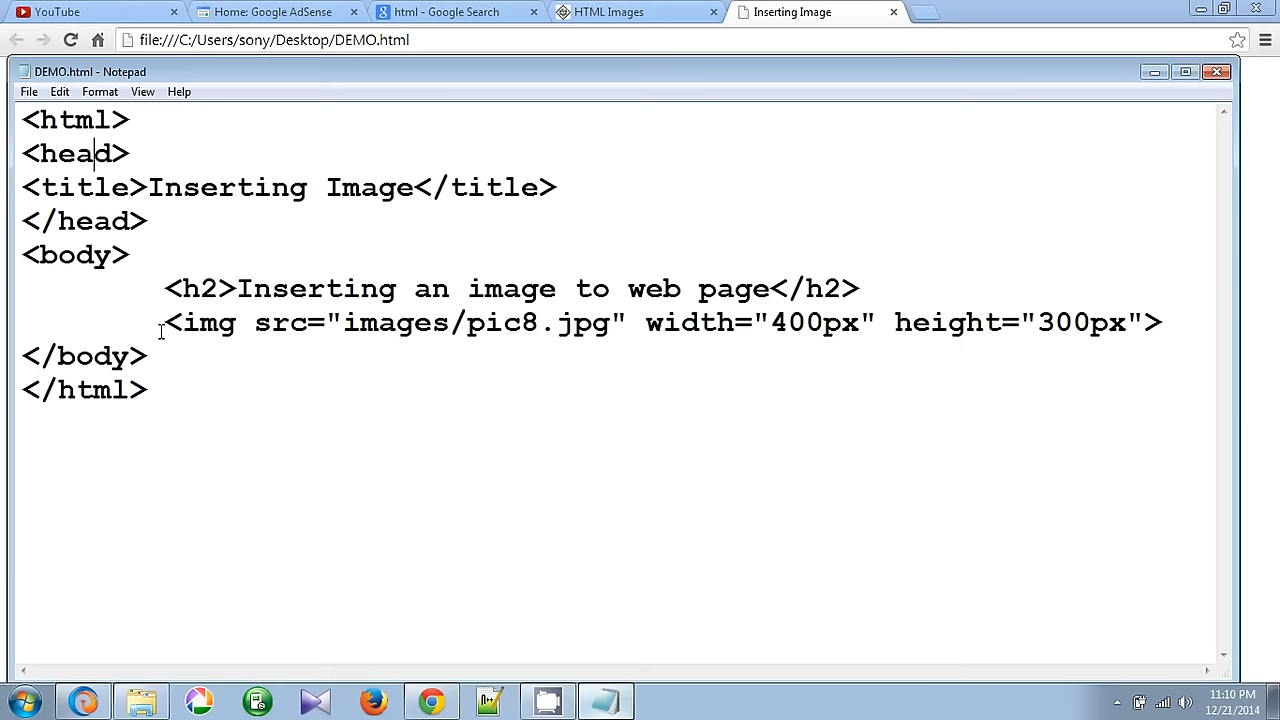 YouTube
Home: Google AdSense
html - Google Search
HTML Images
Inserting Image
file:///C:/Users/sony/Desktop/DEMO.html
DEMO.html - Notepad
File Edit Format View Help
<html>
<head>
<title>Inserting Image</title>
</head>
<body>
<h2>Inserting an image to web page</h2>
<img src="images/pic8.jpg" width="400px" height="300px">
</body>
</html>
11:10 PM
12/21/2014